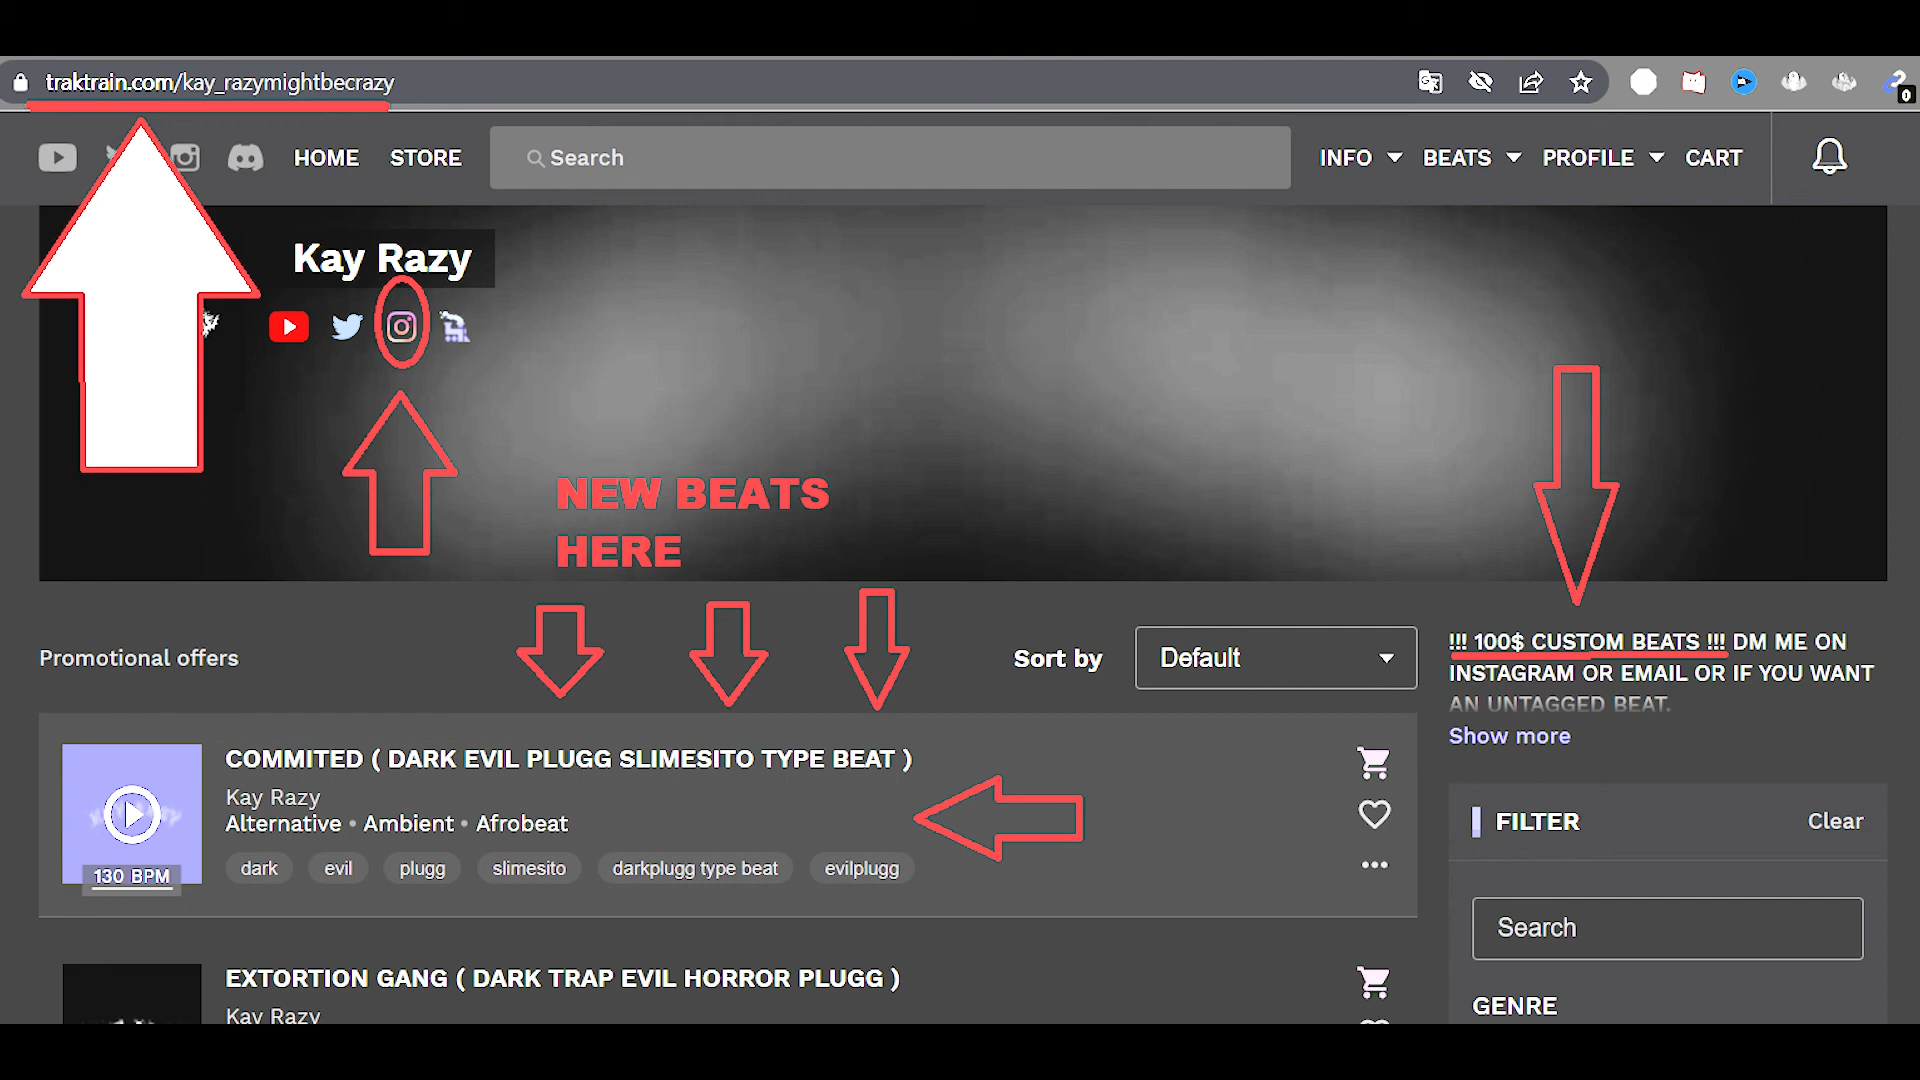 traktrain.com/kay_razymightbecrazy
0
HOME
STORE
Search
INFO
BEATS
PROFILE
CART
Kay Razy
NEW BEATS
HERE
Promotional offers
Sort by
Default
!!! 100$ CUSTOM BEATS !!! DM ME ON
INSTAGRAM OR EMAIL OR IF YOU WANT
AN UNTAGGED BEAT.
Show more
COMMITED ( DARK EVIL PLUGG SLIMESITO TYPE BEAT )
Kay Razy
Alternative • Ambient • Afrobeat
130 BPM
dark
evil
plugg
slimesito
darkplugg type beat
evilplugg
FILTER
Clear
Search
GENRE
EXTORTION GANG ( DARK TRAP EVIL HORROR PLUGG )
Kay Razy